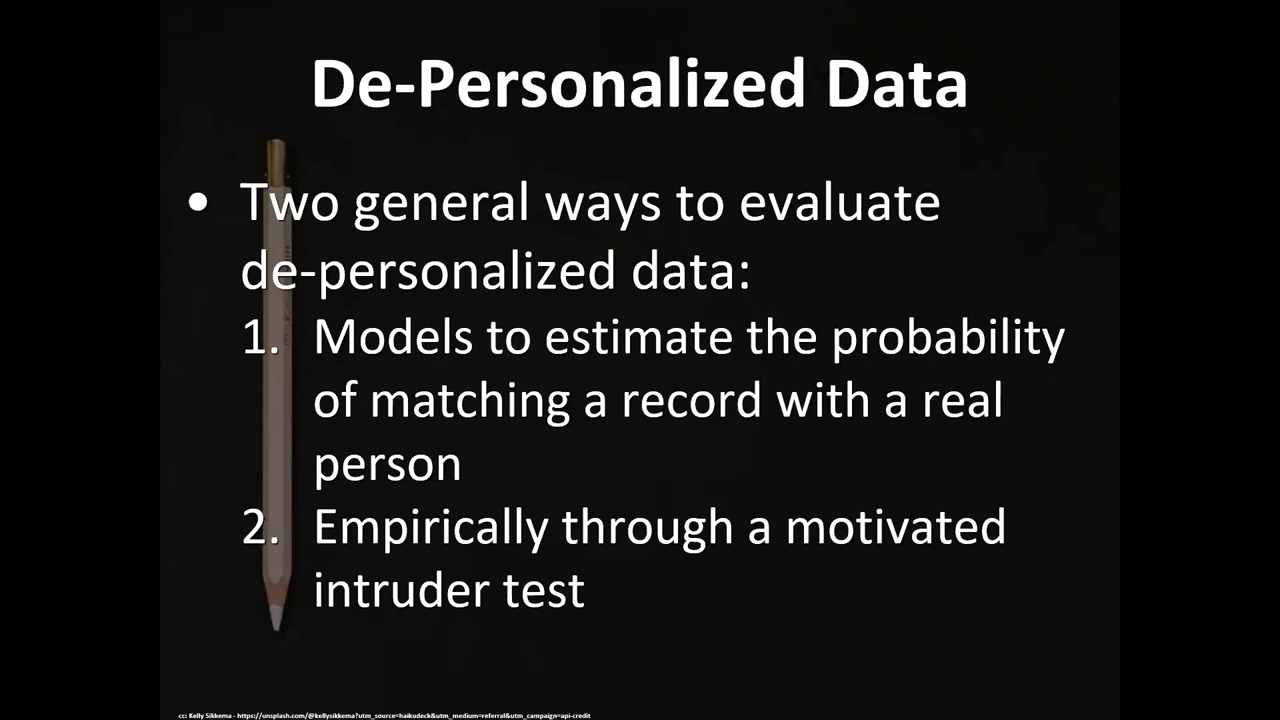 De-Personalized Data
• Two general ways to evaluate
de-personalized data:
1. Models to estimate the probability
of matching a record with a real
person
2. Empirically through a motivated
intruder test
cc: Kelly Sikkema - https://unsplash.com/@kellysikkema?utm_source=haikudeck&utm_medium=referral&utm_campaign=api-credit